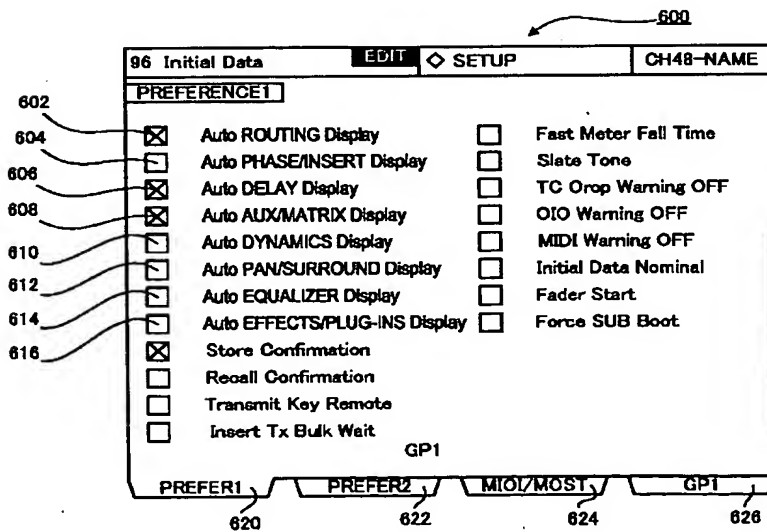 600
96 Initial Data EDIT ◇ SETUP CH48-NAME
PREFERENCE1
602 Auto ROUTING Display Fast Meter Fall Time
604 Auto PHASE/INSERT Display Slate Tone
606 Auto DELAY Display TC Orop Warning OFF
608 Auto AUX/MATRIX Display OIO Warning OFF
610 Auto DYNAMICS Display MIDI Warning OFF
612 Auto PAN/SURROUND Display Initial Data Nominal
614 Auto EQUALIZER Display Fader Start
616 Auto EFFECTS/PLUG-INS Display Force SUB Boot
Store Confirmation
Recall Confirmation
Transmit Key Remote
Insert Tx Bulk Wait
GP1
PREFER1 PREFER2 MIOI/MOST GP1
620 622 624 626